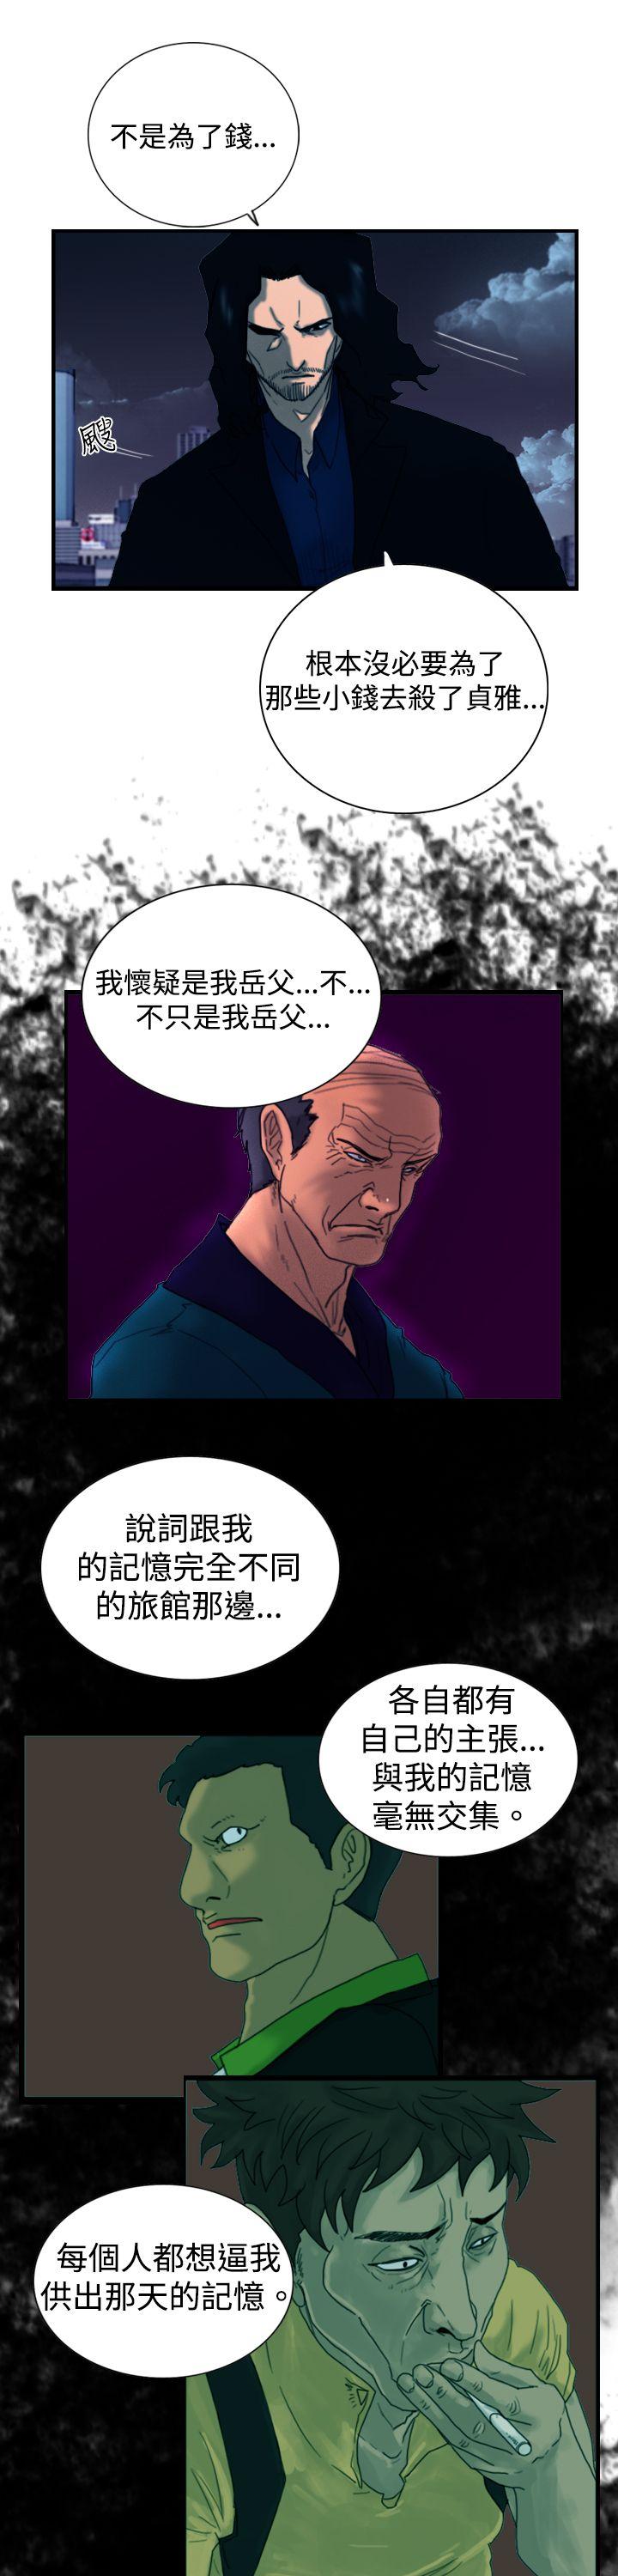 不是為了錢...
颼
根本沒必要為了
那些小錢去殺了貞雅...
我懷疑是我岳父...不...
不只是我岳父...
說詞跟我
的記憶完全不同
的旅館那邊...
各自都有
自己的主張...
與我的記憶
毫無交集。
每個人都想逼我
供出那天的記憶。